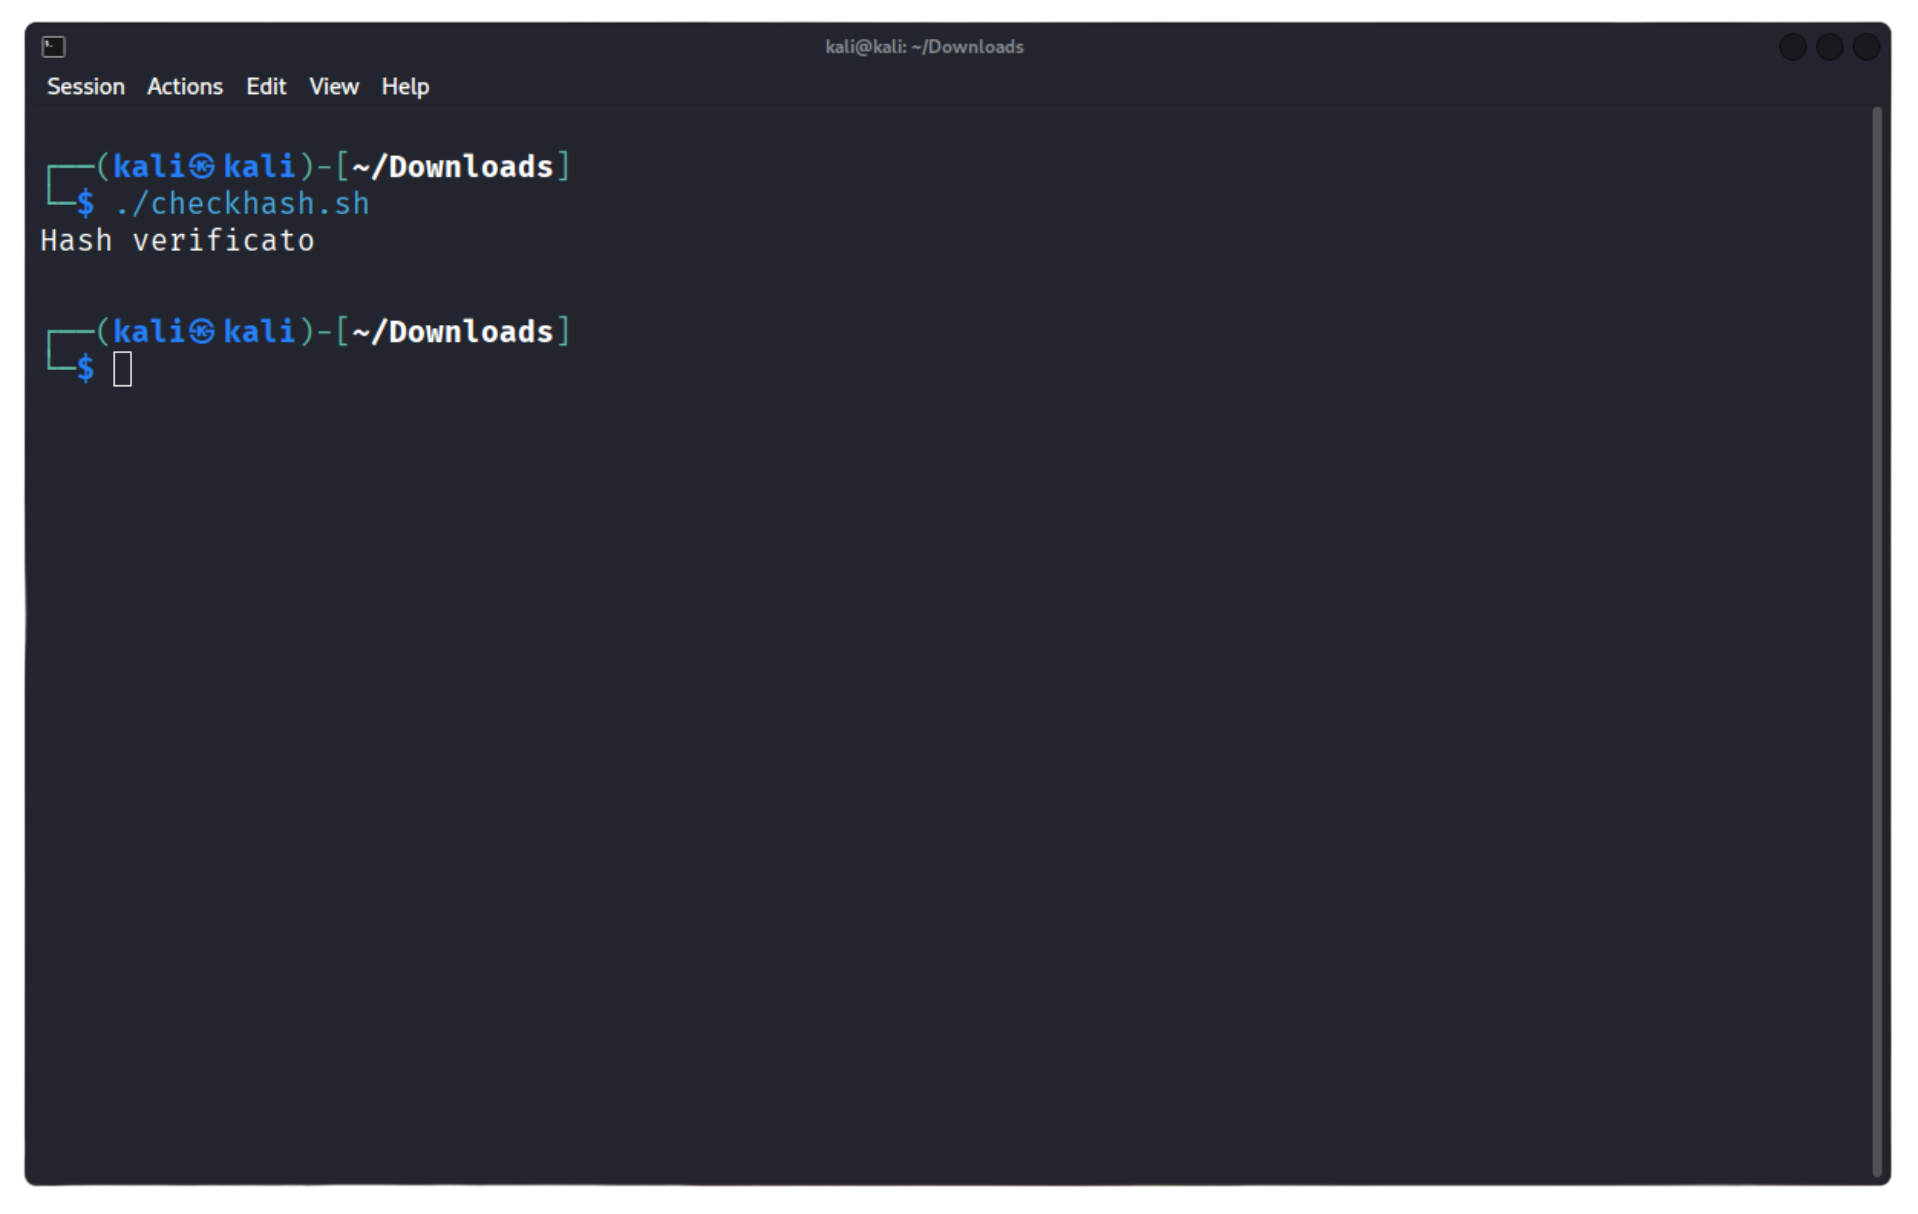 kali@kali: ~/Downloads
Session Actions Edit View Help
┌──(kali㉿kali)-[~/Downloads]
└─$ ./checkhash.sh
Hash verificato
┌──(kali㉿kali)-[~/Downloads]
└─$